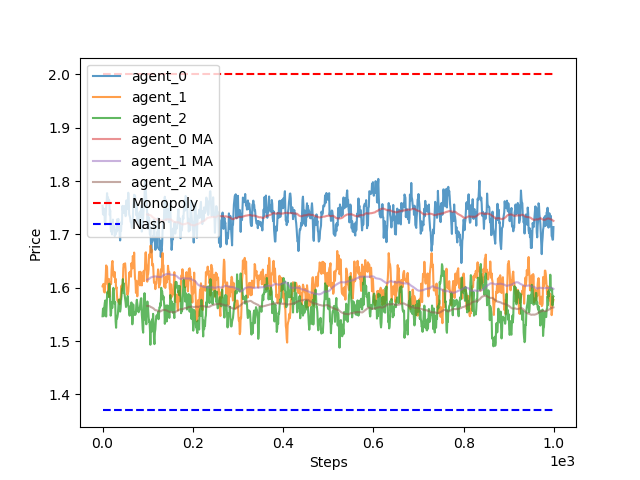 2.0
1.9
1.8
1.7
1.6
1.5
1.4
Price
agent_0
agent_1
agent_2
agent_0 MA
agent_1 MA
agent_2 MA
Monopoly
Nash
0.0 0.2 0.4 0.6 0.8 1.0
Steps
1e3